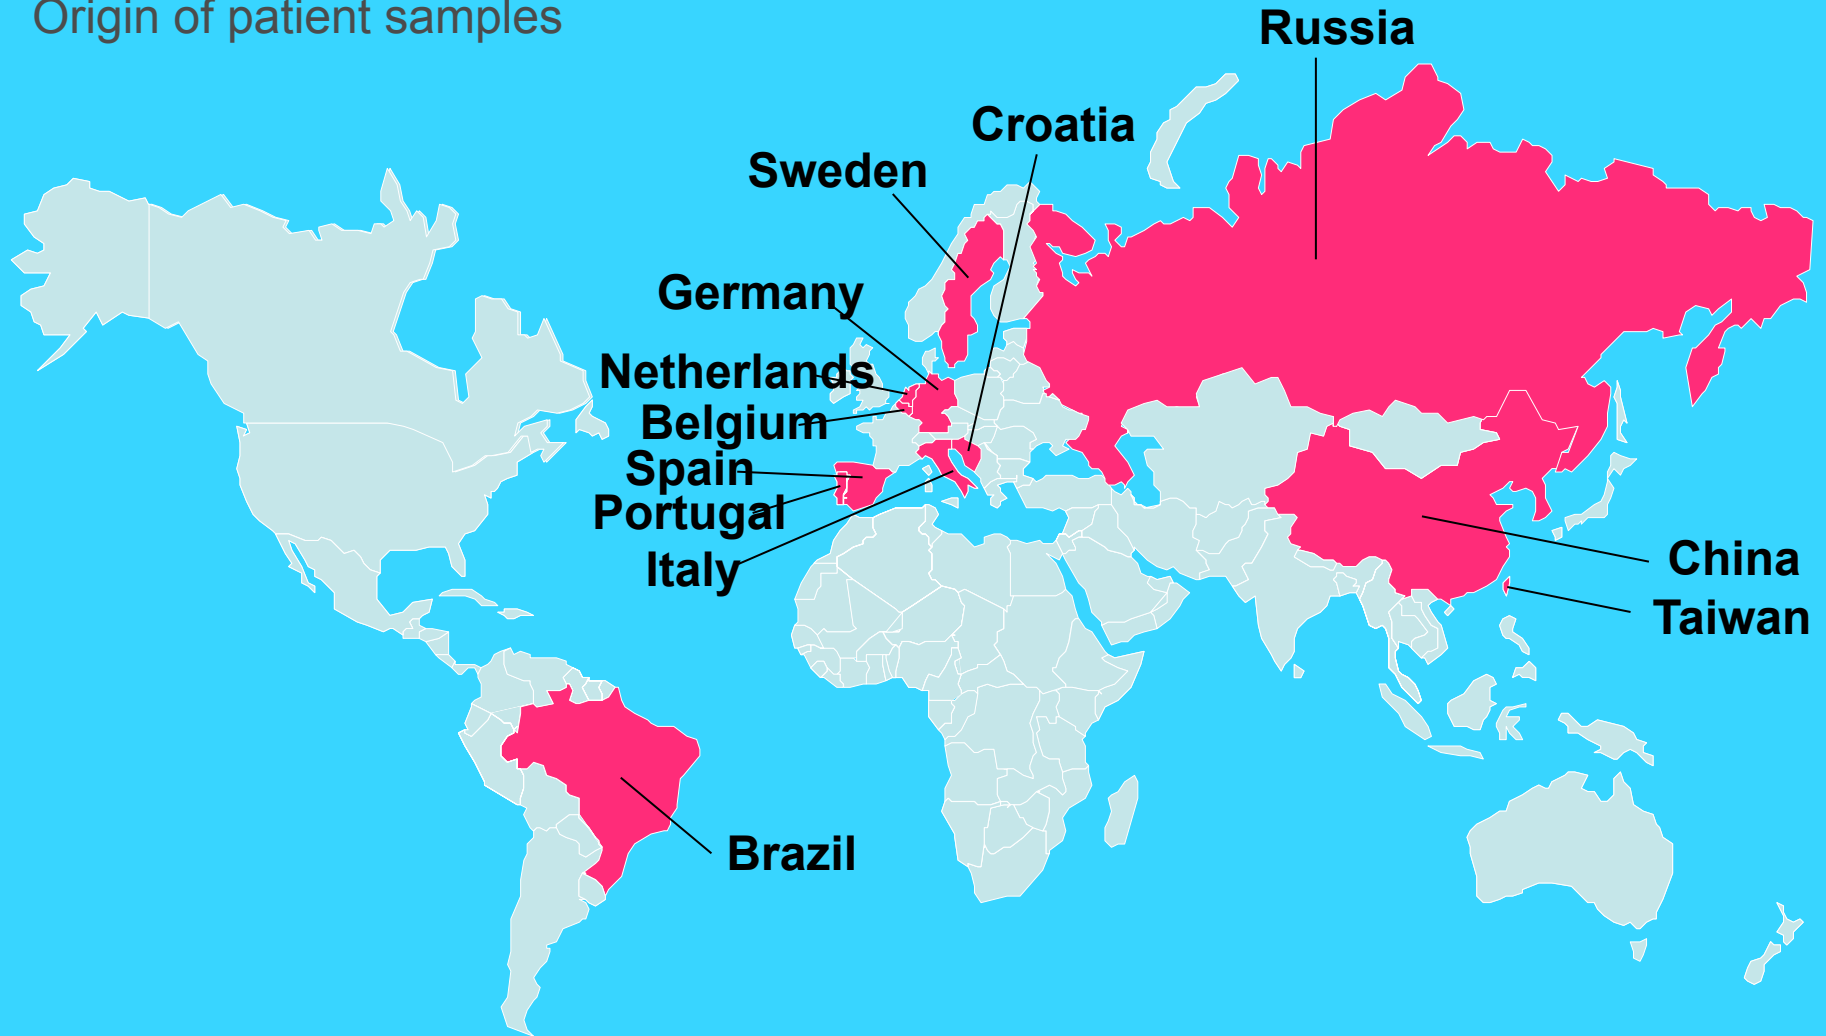 Origin of patient samples
Russia
Croatia
Sweden
Germany
Netherlands
Belgium
Spain
Portugal
Italy
China
Taiwan
Brazil